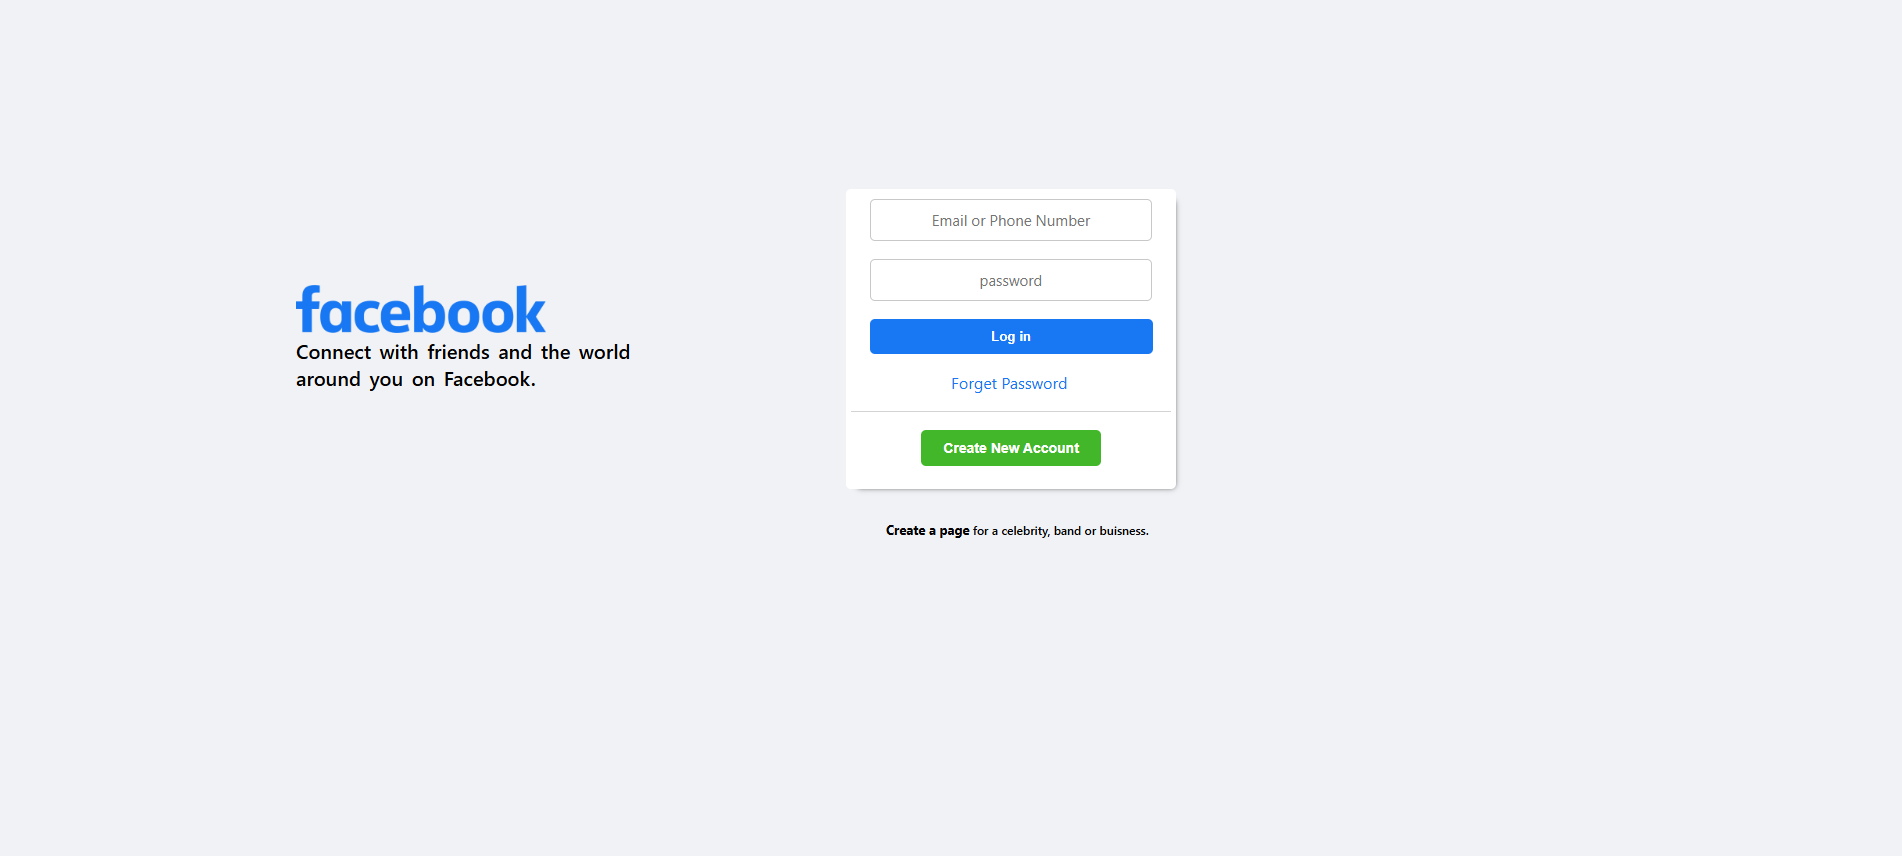 facebook
Connect with friends and the world
around you on Facebook.
Email or Phone Number
password
Log in
Forget Password
Create New Account
Create a page for a celebrity, band or buisness.